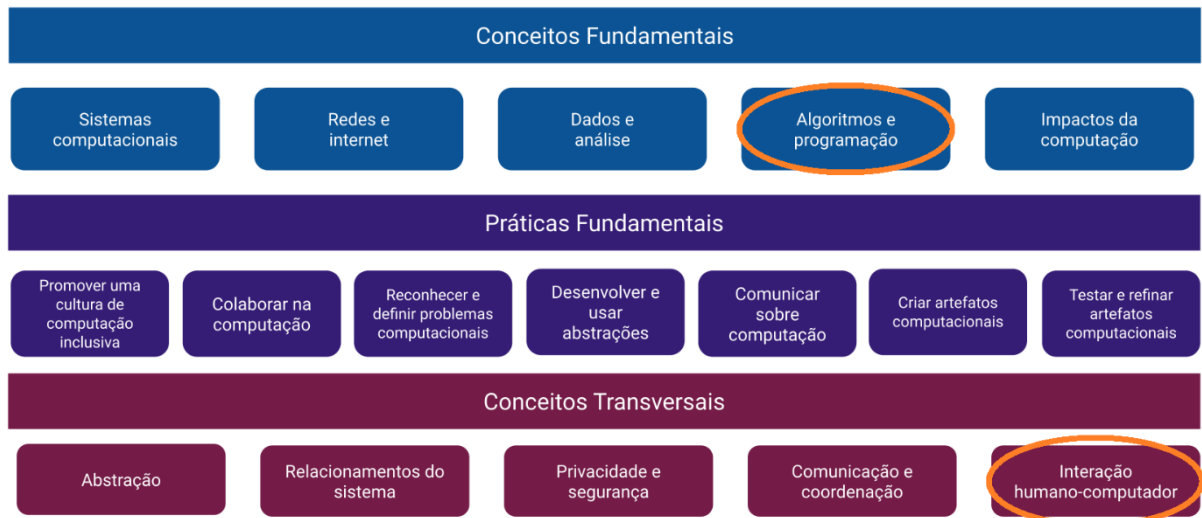 Conceitos Fundamentais
Sistemas
computacionais
Redes e
internet
Dados e
análise
Algoritmos e
programação
Impactos da
computação
Práticas Fundamentais
Promover uma
cultura de
computação
inclusiva
Colaborar na
computação
Reconhecer e
definir problemas
computacionais
Desenvolver e
usar
abstrações
Comunicar
sobre
computação
Criar artefatos
computacionais
Testar e refinar
artefatos
computacionais
Conceitos Transversais
Abstração
Relacionamentos do
sistema
Privacidade e
segurança
Comunicação e
coordenação
Interação
humano-computador